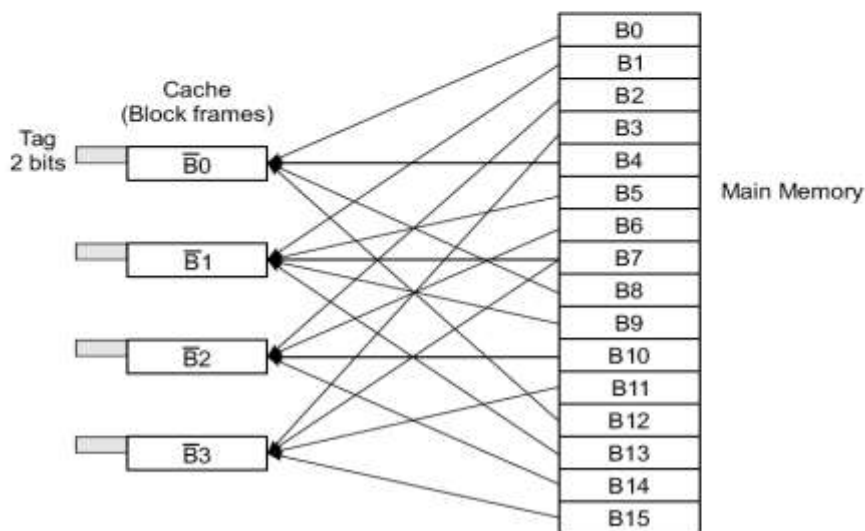 Cache
(Block frames)
Tag
2 bits
B̅0
B̅1
B̅2
B̅3
B0
B1
B2
B3
B4
B5
B6
B7
B8
B9
B10
B11
B12
B13
B14
B15
Main Memory